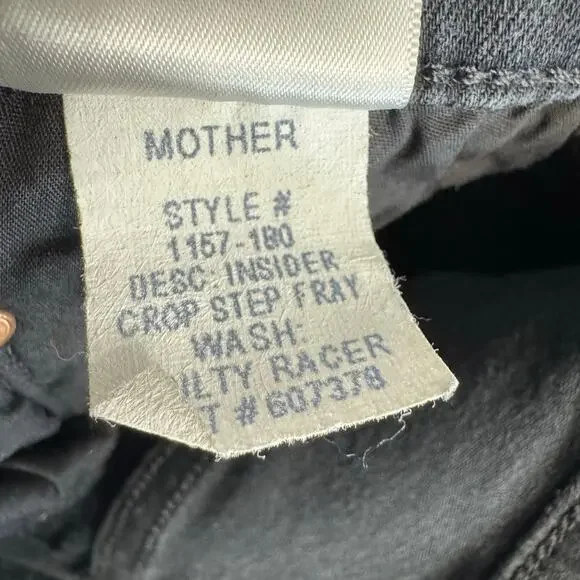 MOTHER
STYLE #
1157-180
DESC: INSIDER
CROP STEP FRAY
WASH:
ILTY RACER
T # 607378